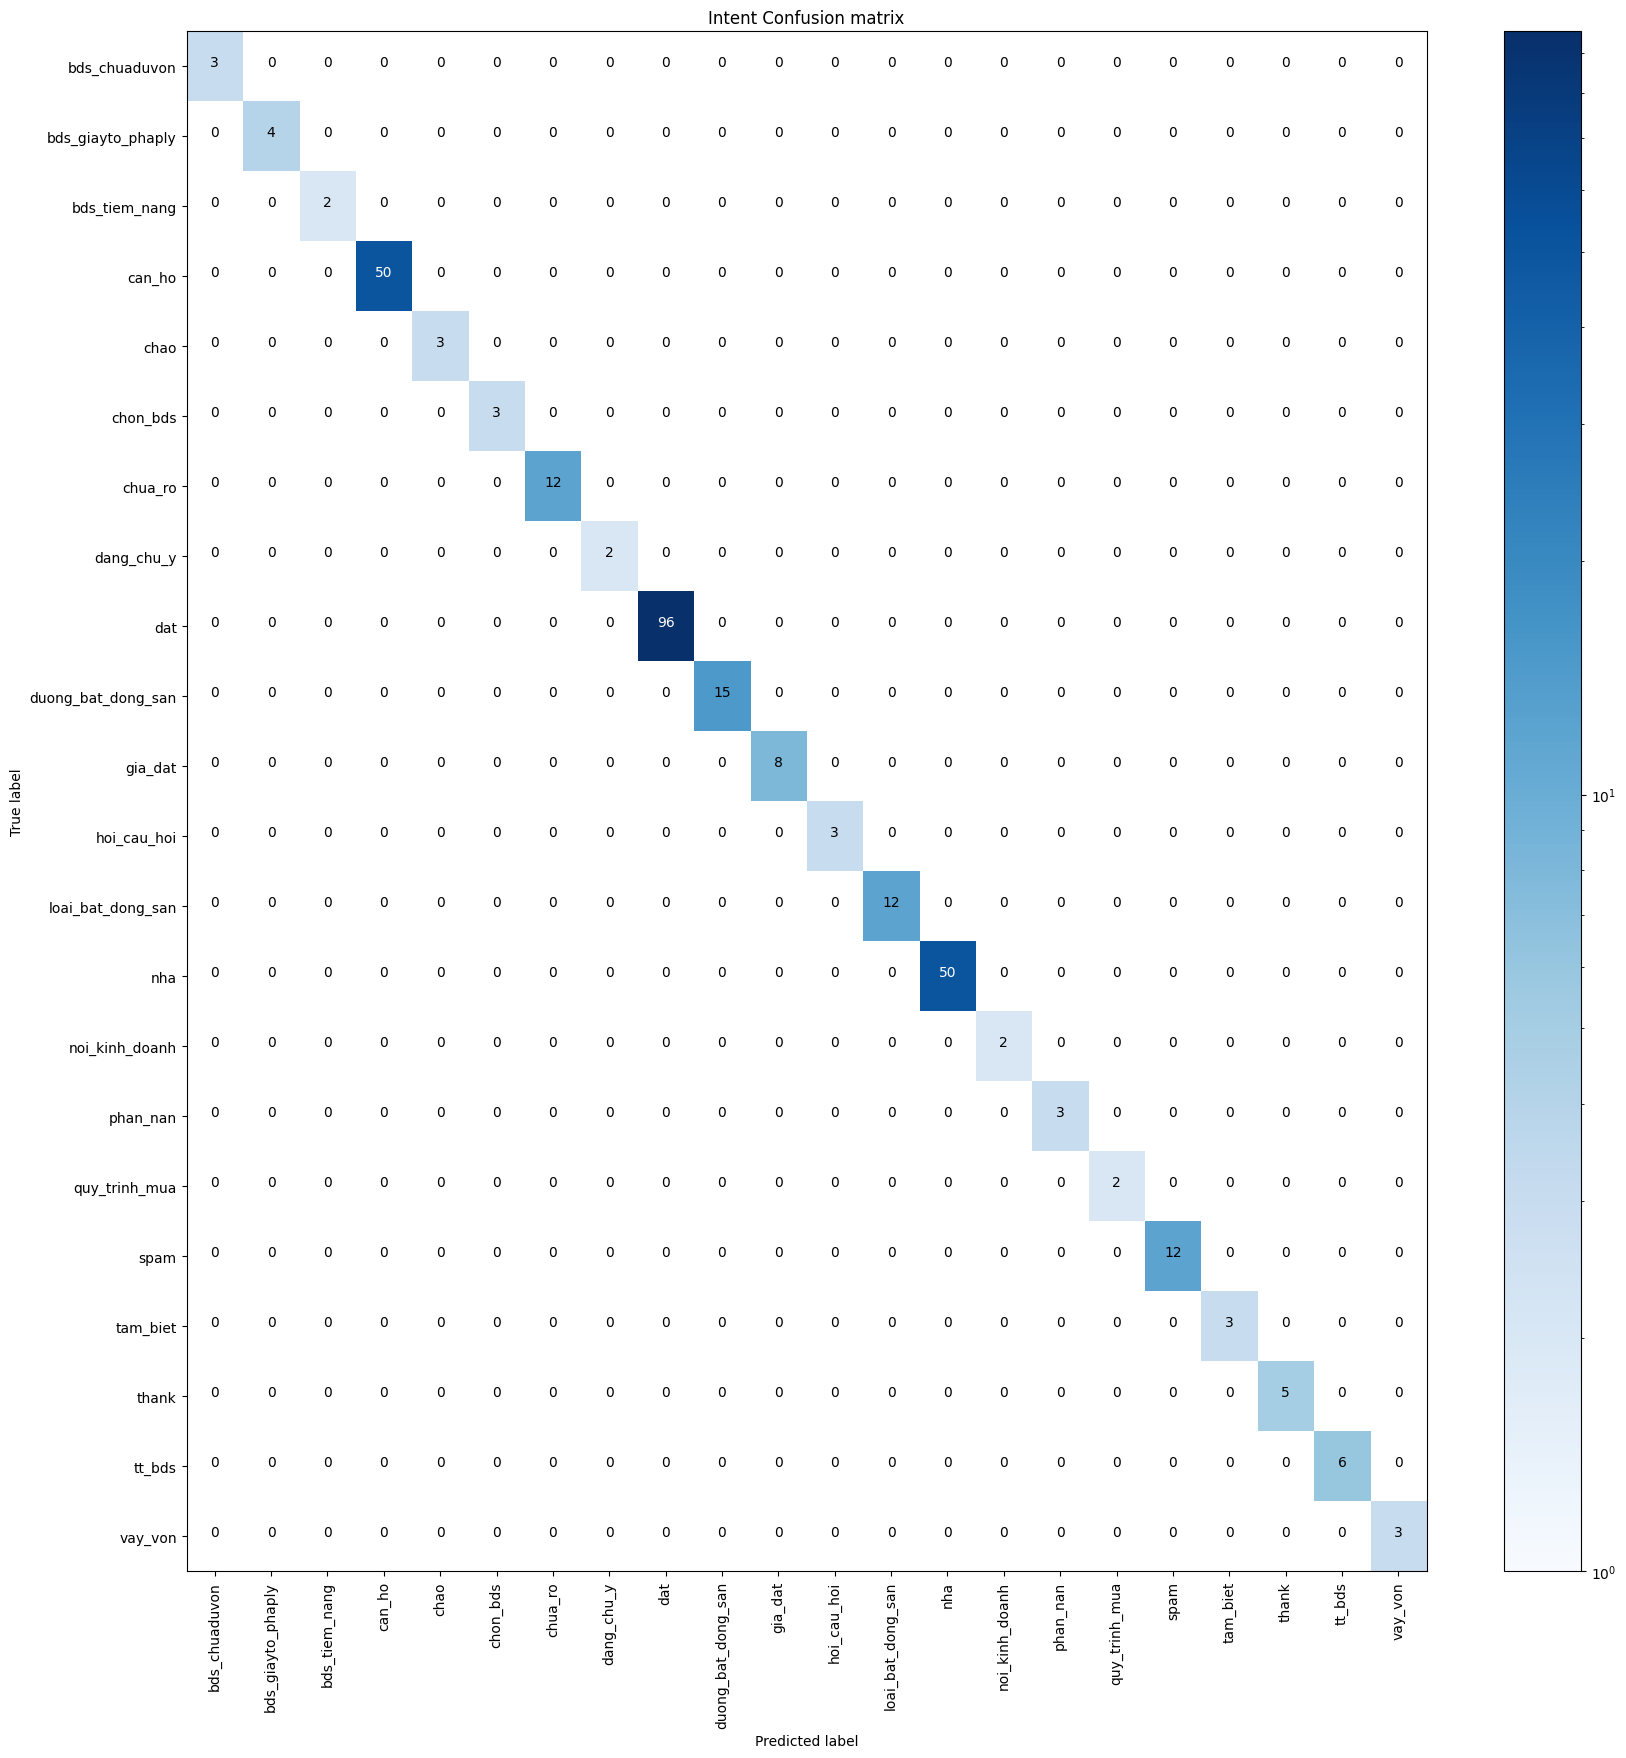 Intent Confusion matrix
bds_chuaduvon 3 0 0 0 0 0 0 0 0 0 0 0 0 0 0 0 0 0 0 0 0 0
bds_giayto_phaply 0 4 0 0 0 0 0 0 0 0 0 0 0 0 0 0 0 0 0 0 0 0
bds_tiem_nang 0 0 2 0 0 0 0 0 0 0 0 0 0 0 0 0 0 0 0 0 0 0
can_ho 0 0 0 50 0 0 0 0 0 0 0 0 0 0 0 0 0 0 0 0 0 0
chao 0 0 0 0 3 0 0 0 0 0 0 0 0 0 0 0 0 0 0 0 0 0
chon_bds 0 0 0 0 0 3 0 0 0 0 0 0 0 0 0 0 0 0 0 0 0 0
chua_ro 0 0 0 0 0 0 12 0 0 0 0 0 0 0 0 0 0 0 0 0 0 0
dang_chu_y 0 0 0 0 0 0 0 2 0 0 0 0 0 0 0 0 0 0 0 0 0 0
dat 0 0 0 0 0 0 0 0 96 0 0 0 0 0 0 0 0 0 0 0 0 0
duong_bat_dong_san 0 0 0 0 0 0 0 0 0 15 0 0 0 0 0 0 0 0 0 0 0 0
gia_dat 0 0 0 0 0 0 0 0 0 0 8 0 0 0 0 0 0 0 0 0 0 0
hoi_cau_hoi 0 0 0 0 0 0 0 0 0 0 0 3 0 0 0 0 0 0 0 0 0 0
loai_bat_dong_san 0 0 0 0 0 0 0 0 0 0 0 0 12 0 0 0 0 0 0 0 0 0
nha 0 0 0 0 0 0 0 0 0 0 0 0 0 50 0 0 0 0 0 0 0 0
noi_kinh_doanh 0 0 0 0 0 0 0 0 0 0 0 0 0 0 2 0 0 0 0 0 0 0
phan_nan 0 0 0 0 0 0 0 0 0 0 0 0 0 0 0 3 0 0 0 0 0 0
quy_trinh_mua 0 0 0 0 0 0 0 0 0 0 0 0 0 0 0 0 2 0 0 0 0 0
spam 0 0 0 0 0 0 0 0 0 0 0 0 0 0 0 0 0 12 0 0 0 0
tam_biet 0 0 0 0 0 0 0 0 0 0 0 0 0 0 0 0 0 0 3 0 0 0
thank 0 0 0 0 0 0 0 0 0 0 0 0 0 0 0 0 0 0 0 5 0 0
tt_bds 0 0 0 0 0 0 0 0 0 0 0 0 0 0 0 0 0 0 0 0 6 0
vay_von 0 0 0 0 0 0 0 0 0 0 0 0 0 0 0 0 0 0 0 0 0 3
True label
bds_chuaduvon
bds_giayto_phaply
bds_tiem_nang
can_ho
chao
chon_bds
chua_ro
dang_chu_y
dat
duong_bat_dong_san
gia_dat
hoi_cau_hoi
loai_bat_dong_san
nha
noi_kinh_doanh
phan_nan
quy_trinh_mua
spam
tam_biet
thank
tt_bds
vay_von
Predicted label
10¹
10⁰